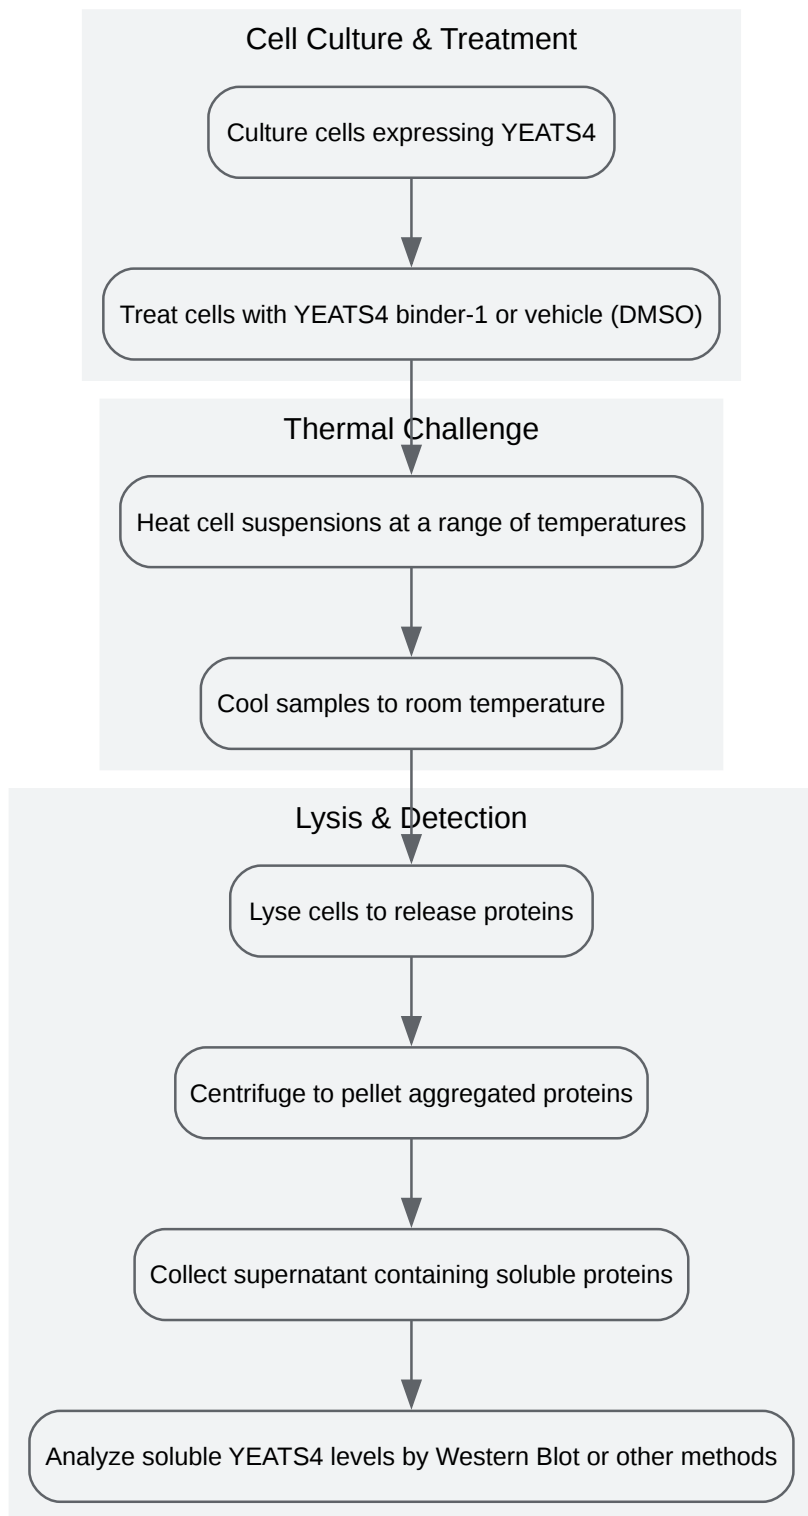 Cell Culture & Treatment
Culture cells expressing YEATS4
Treat cells with YEATS4 binder-1 or vehicle (DMSO)
Thermal Challenge
Heat cell suspensions at a range of temperatures
Cool samples to room temperature
Lysis & Detection
Lyse cells to release proteins
Centrifuge to pellet aggregated proteins
Collect supernatant containing soluble proteins
Analyze soluble YEATS4 levels by Western Blot or other methods